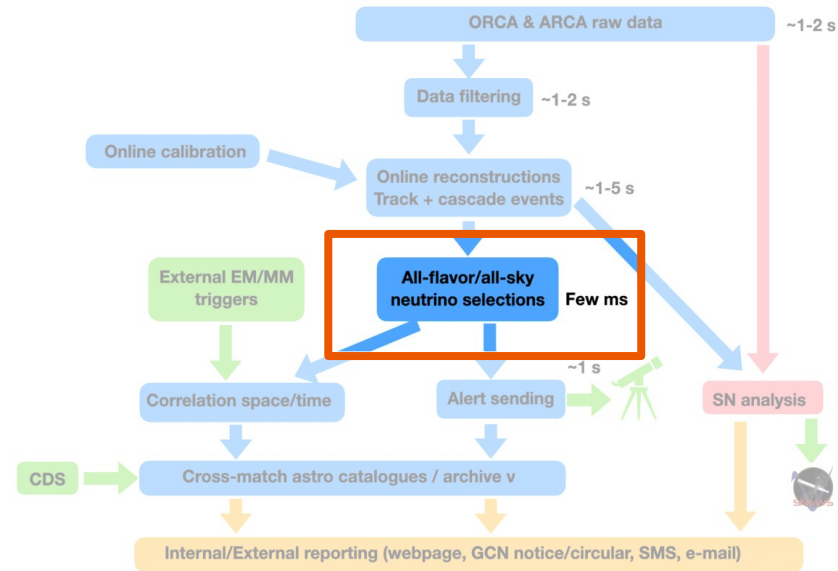 ORCA & ARCA raw data
~1-2 s
Data filtering
~1-2 s
Online calibration
Online reconstructions
Track + cascade events
~1-5 s
External EM/MM
triggers
All-flavor/all-sky
neutrino selections
Few ms
~1 s
Correlation space/time
Alert sending
SN analysis
CDS
Cross-match astro catalogues / archive ν
Internal/External reporting (webpage, GCN notice/circular, SMS, e-mail)